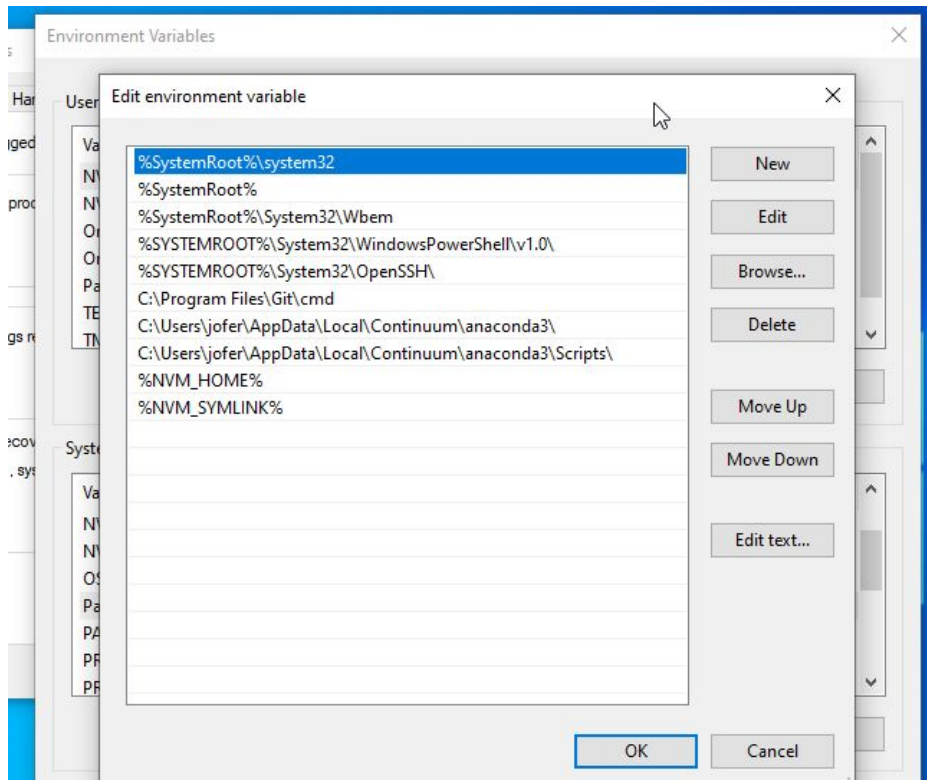 Environment Variables
Edit environment variable
User
%SystemRoot%\system32
%SystemRoot%
%SystemRoot%\System32\Wbem
%SYSTEMROOT%\System32\WindowsPowerShell\v1.0\
%SYSTEMROOT%\System32\OpenSSH\
C:\Program Files\Git\cmd
C:\Users\jofer\AppData\Local\Continuum\anaconda3\
C:\Users\jofer\AppData\Local\Continuum\anaconda3\Scripts\
%NVM_HOME%
%NVM_SYMLINK%
New
Edit
Browse...
Delete
Move Up
Move Down
Edit text...
OK
Cancel